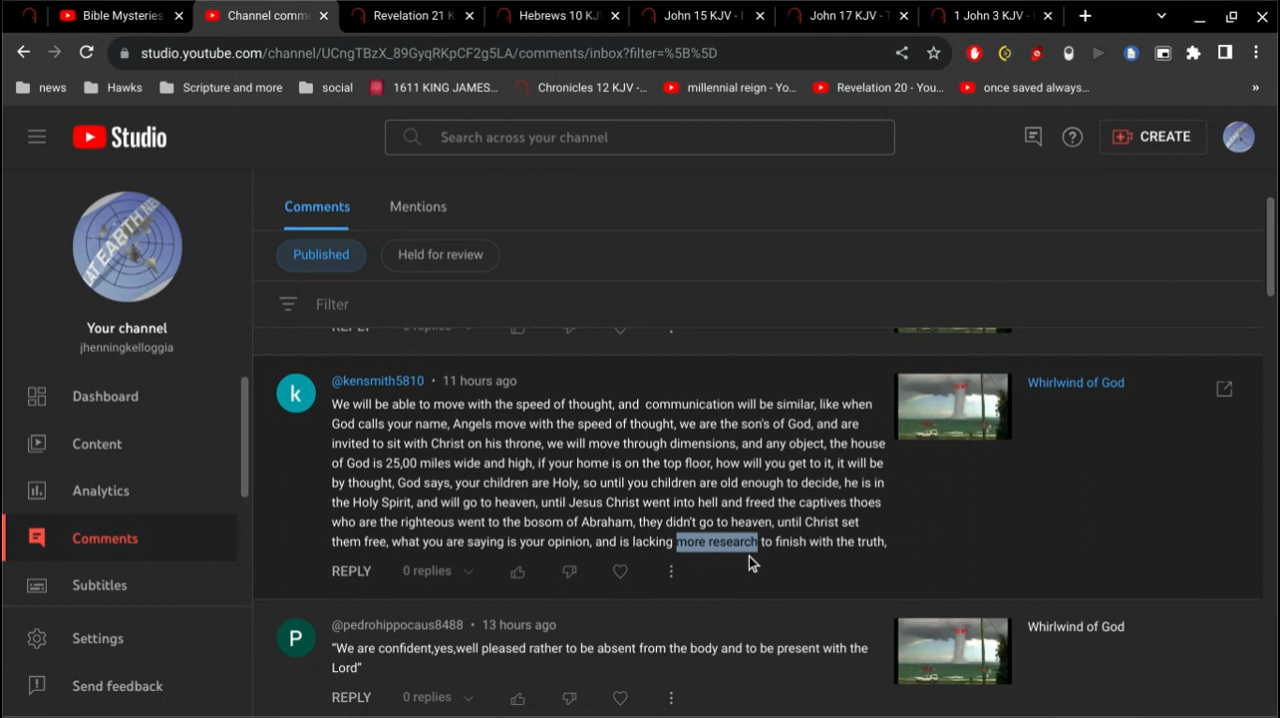 Bible Mysteries
Channel comm
Revelation 21 K
Hebrews 10 KJV
John 15 KJV -
John 17 KJV -
1 John 3 KJV -
studio.youtube.com/channel/UCngTBzX_89GyqRKpCF2g5LA/comments/inbox?filter=%5B%5D
news
Hawks
Scripture and more
social
1611 KING JAMES...
Chronicles 12 KJV -...
millennial reign - Yo...
Revelation 20 - You...
once saved always...
»
Studio
Search across your channel
CREATE
AT EARTH.NE
Your channel
jhenningkelloggia
Dashboard
Content
Analytics
Comments
Subtitles
Settings
Send feedback
Comments
Mentions
Published
Held for review
Filter
REPLY
0 replies
k
@kensmith5810 • 11 hours ago
We will be able to move with the speed of thought, and communication will be similar, like when
God calls your name, Angels move with the speed of thought, we are the son's of God, and are
invited to sit with Christ on his throne, we will move through dimensions, and any object, the house
of God is 25,00 miles wide and high, if your home is on the top floor, how will you get to it, it will be
by thought, God says, your children are Holy, so until you children are old enough to decide, he is in
the Holy Spirit, and will go to heaven, until Jesus Christ went into hell and freed the captives thoes
who are the righteous went to the bosom of Abraham, they didn't go to heaven, until Christ set
them free, what you are saying is your opinion, and is lacking more research to finish with the truth,
REPLY
0 replies
Whirlwind of God
P
@pedrohippocaus8488 • 13 hours ago
“We are confident,yes,well pleased rather to be absent from the body and to be present with the
Lord”
REPLY
0 replies
Whirlwind of God